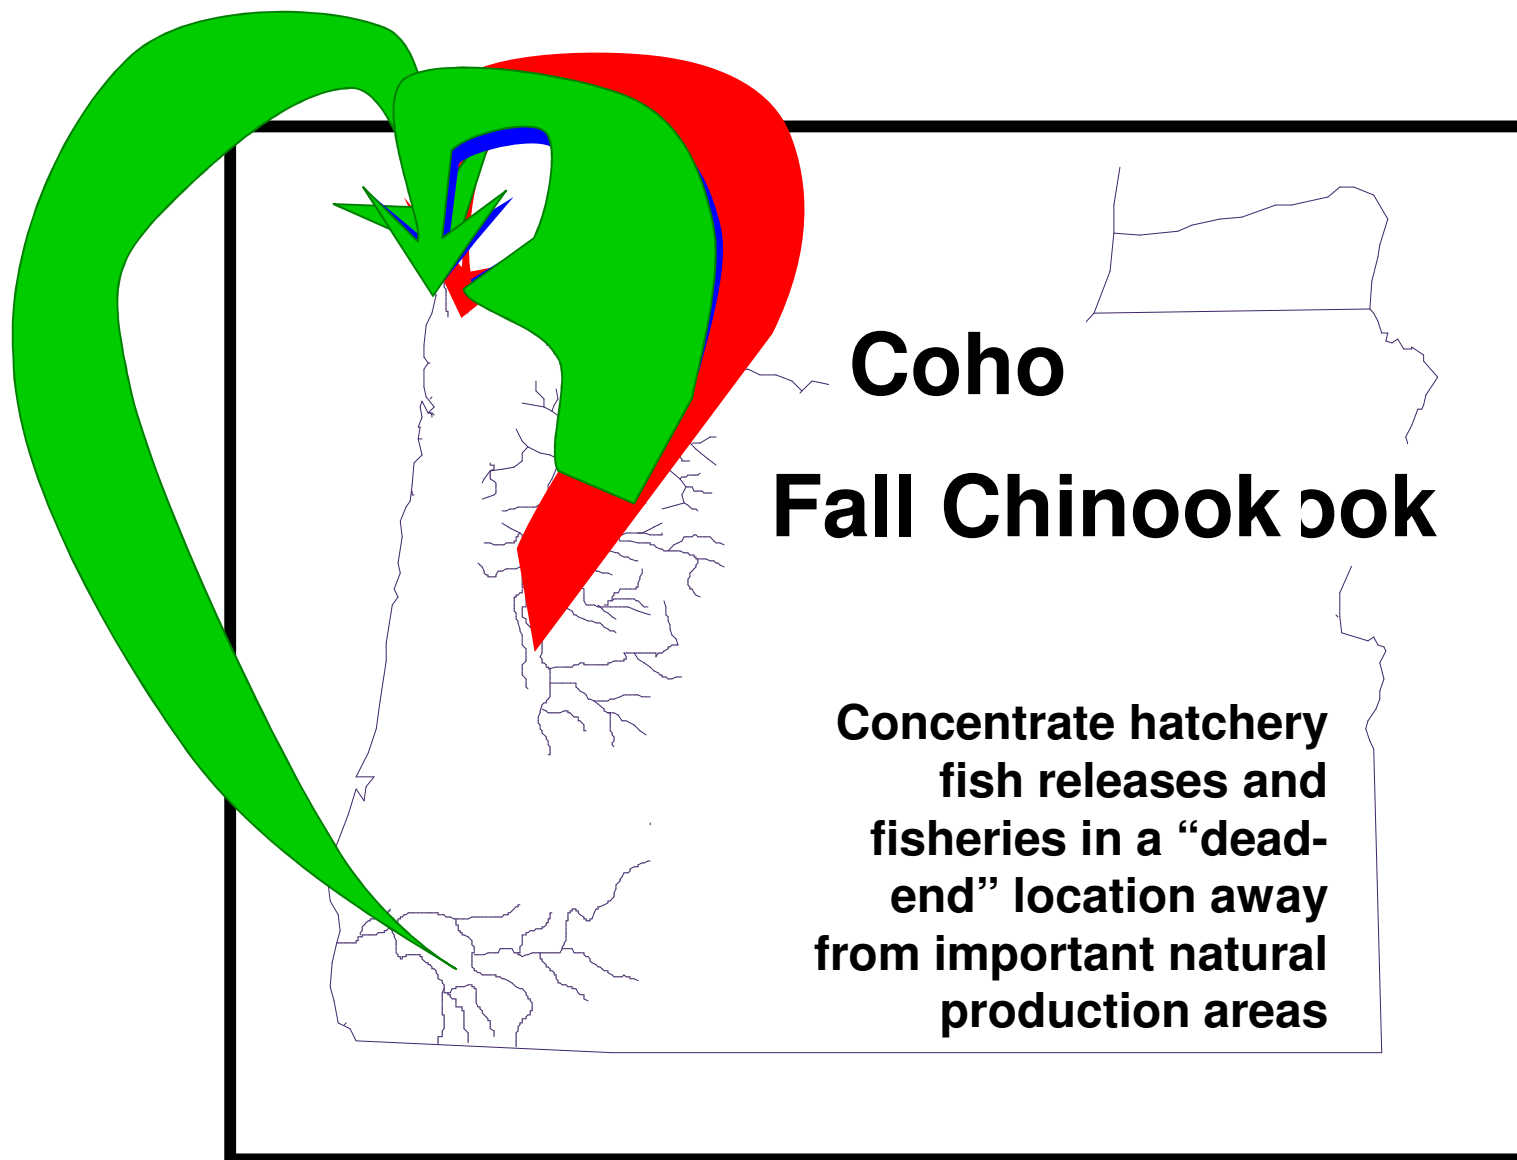 Coho
Fall Chinook ook
Concentrate hatchery
fish releases and
fisheries in a “dead-
end” location away
from important natural
production areas